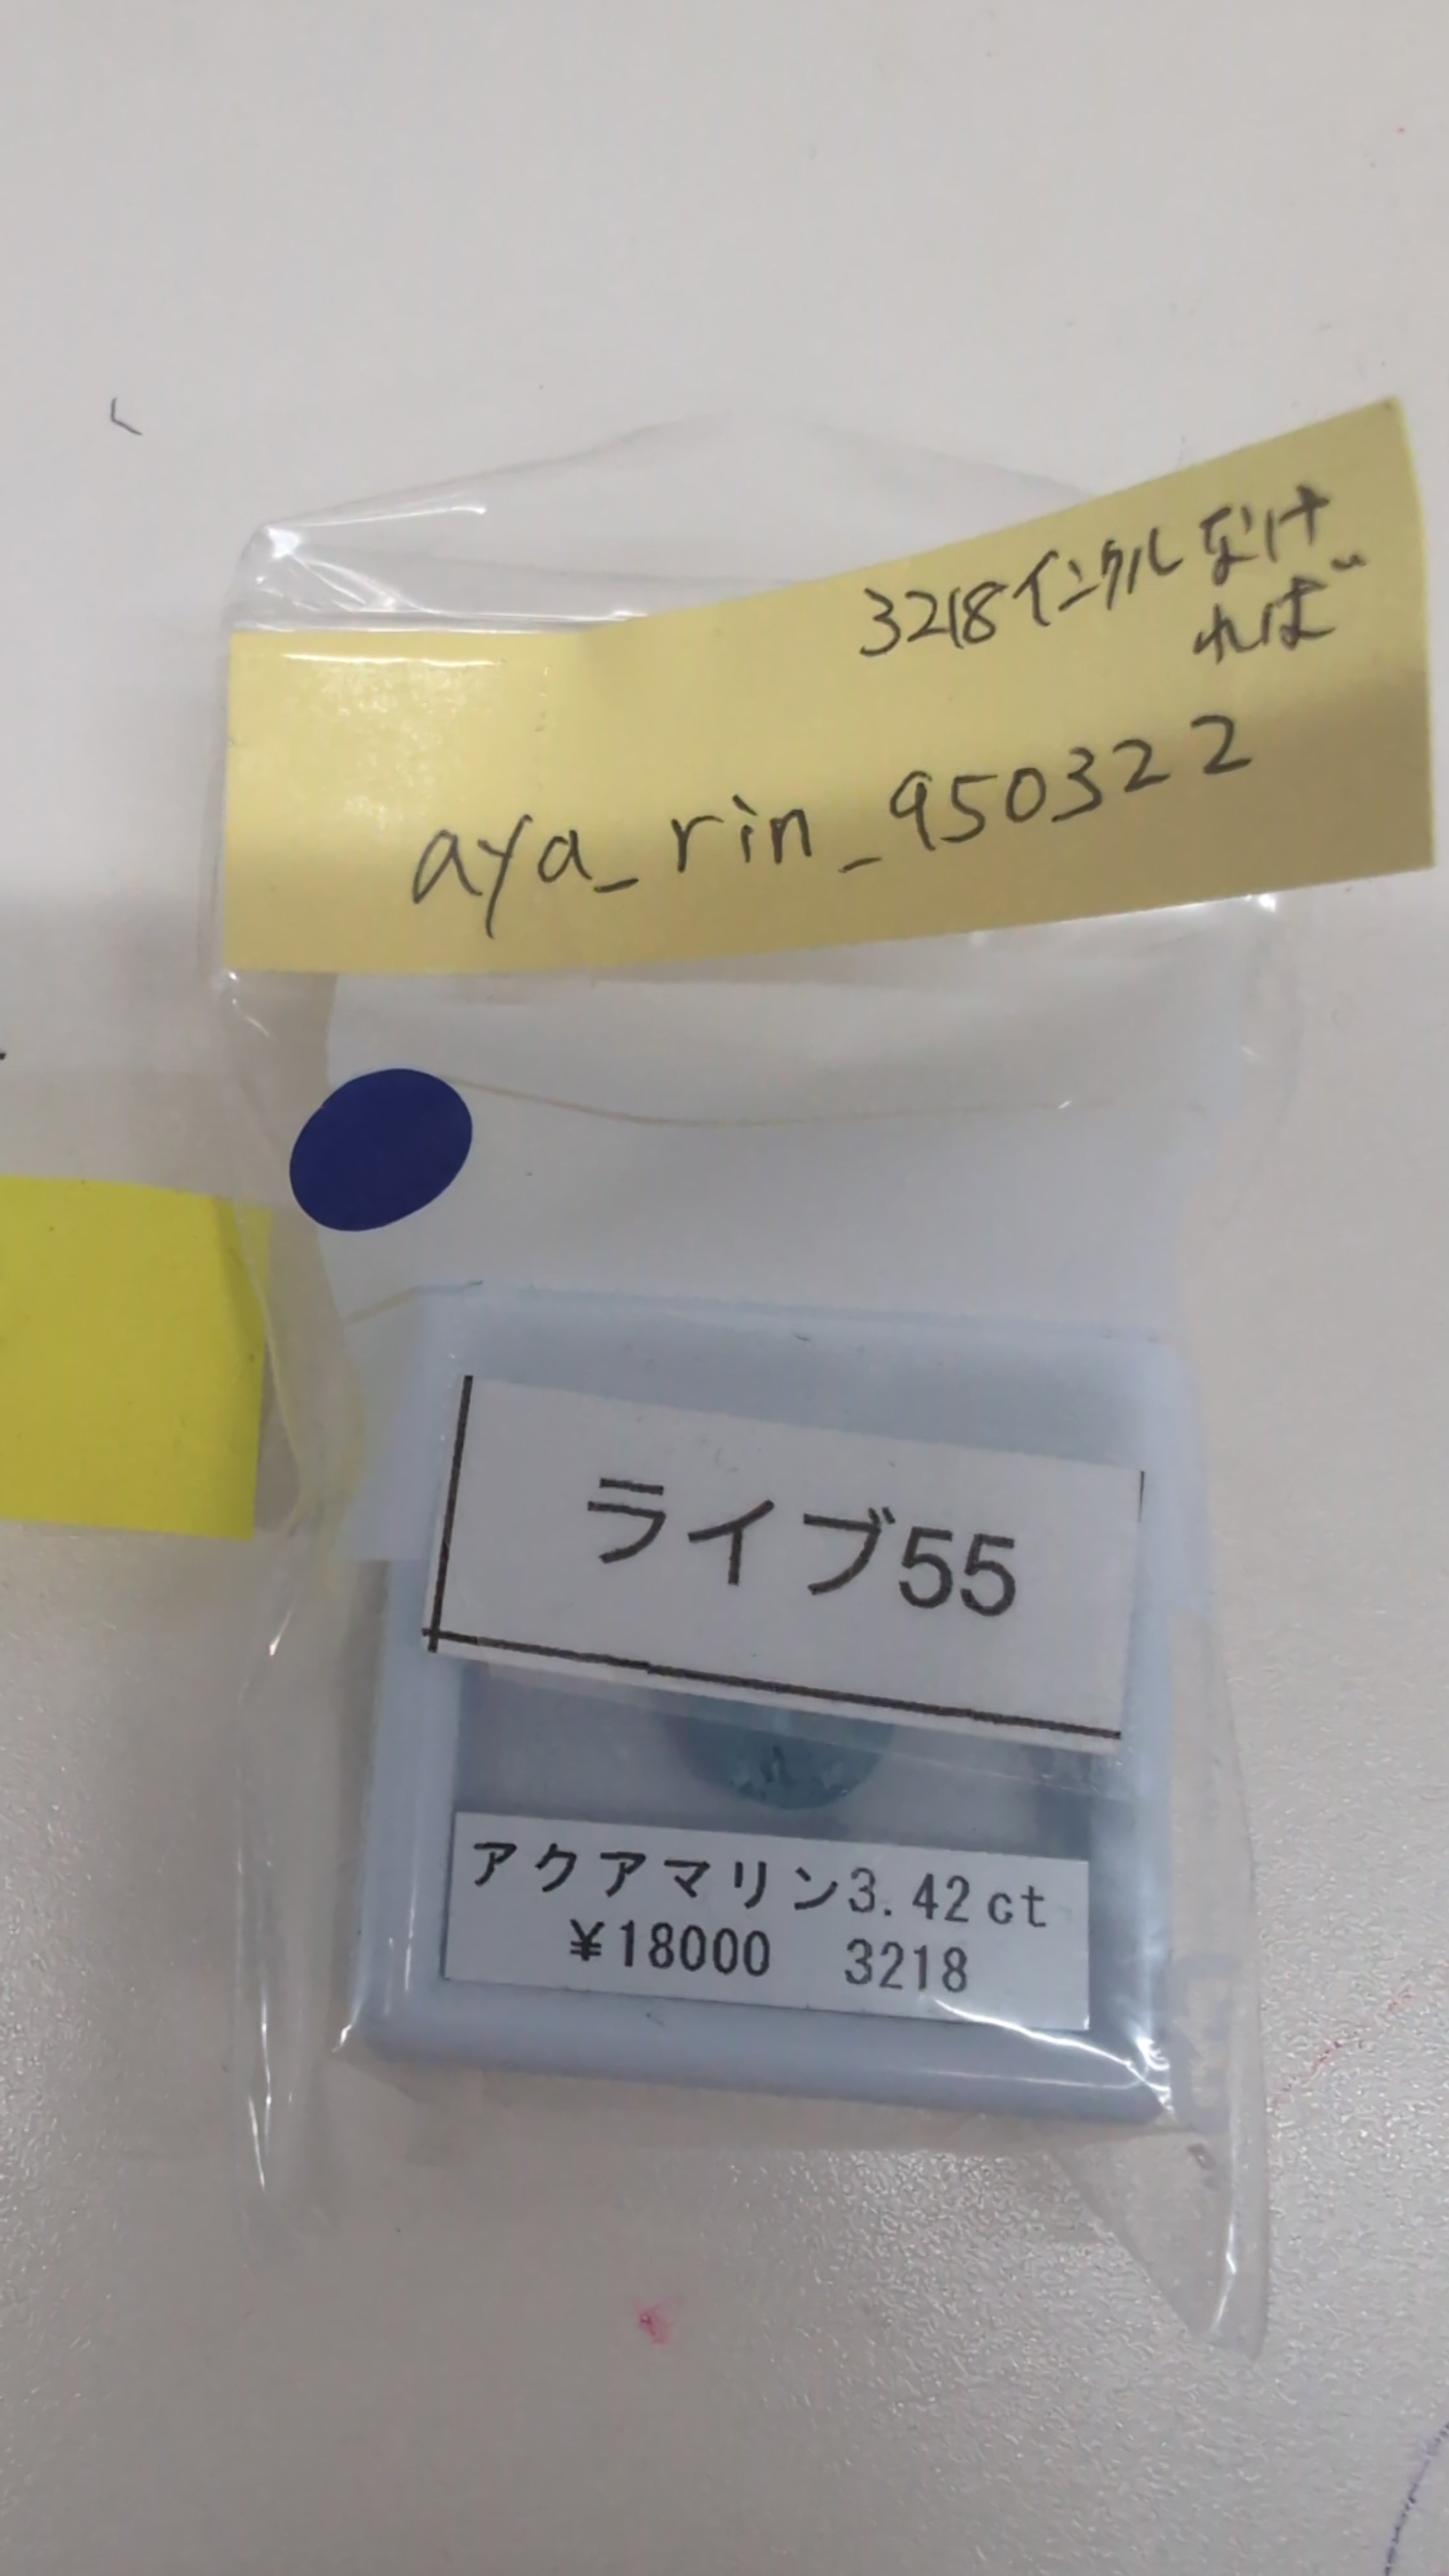 3218インクルなけ
れば
aya_rin_950322
ライブ55
アクアマリン3.42ct
¥18000 3218